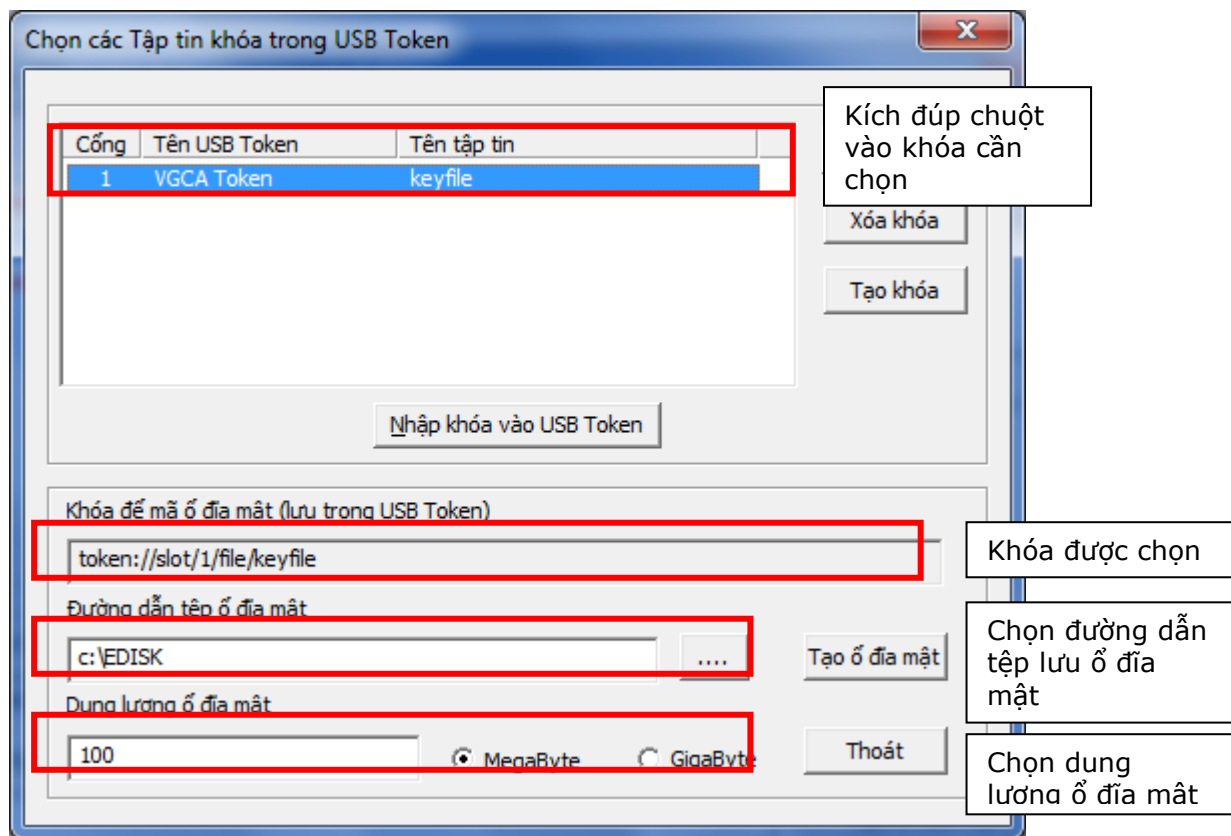 Chọn các Tập tin khóa trong USB Token
Kích đúp chuột
vào khóa cần
chọn
Cổng Tên USB Token Tên tập tin
1 VGCA Token keyfile
Xóa khóa
Tạo khóa
Nhập khóa vào USB Token
Khóa để mã ổ đĩa mật (lưu trong USB Token)
token://slot/1/file/keyfile
Khóa được chọn
Đường dẫn tệp ổ đĩa mật
c:\EDISK
....
Tạo ổ đĩa mật
Chọn đường dẫn
tệp lưu ổ đĩa
mật
Dung lượng ổ đĩa mật
100
MegaByte
GigaByte
Thoát
Chọn dung
lượng ổ đĩa mật